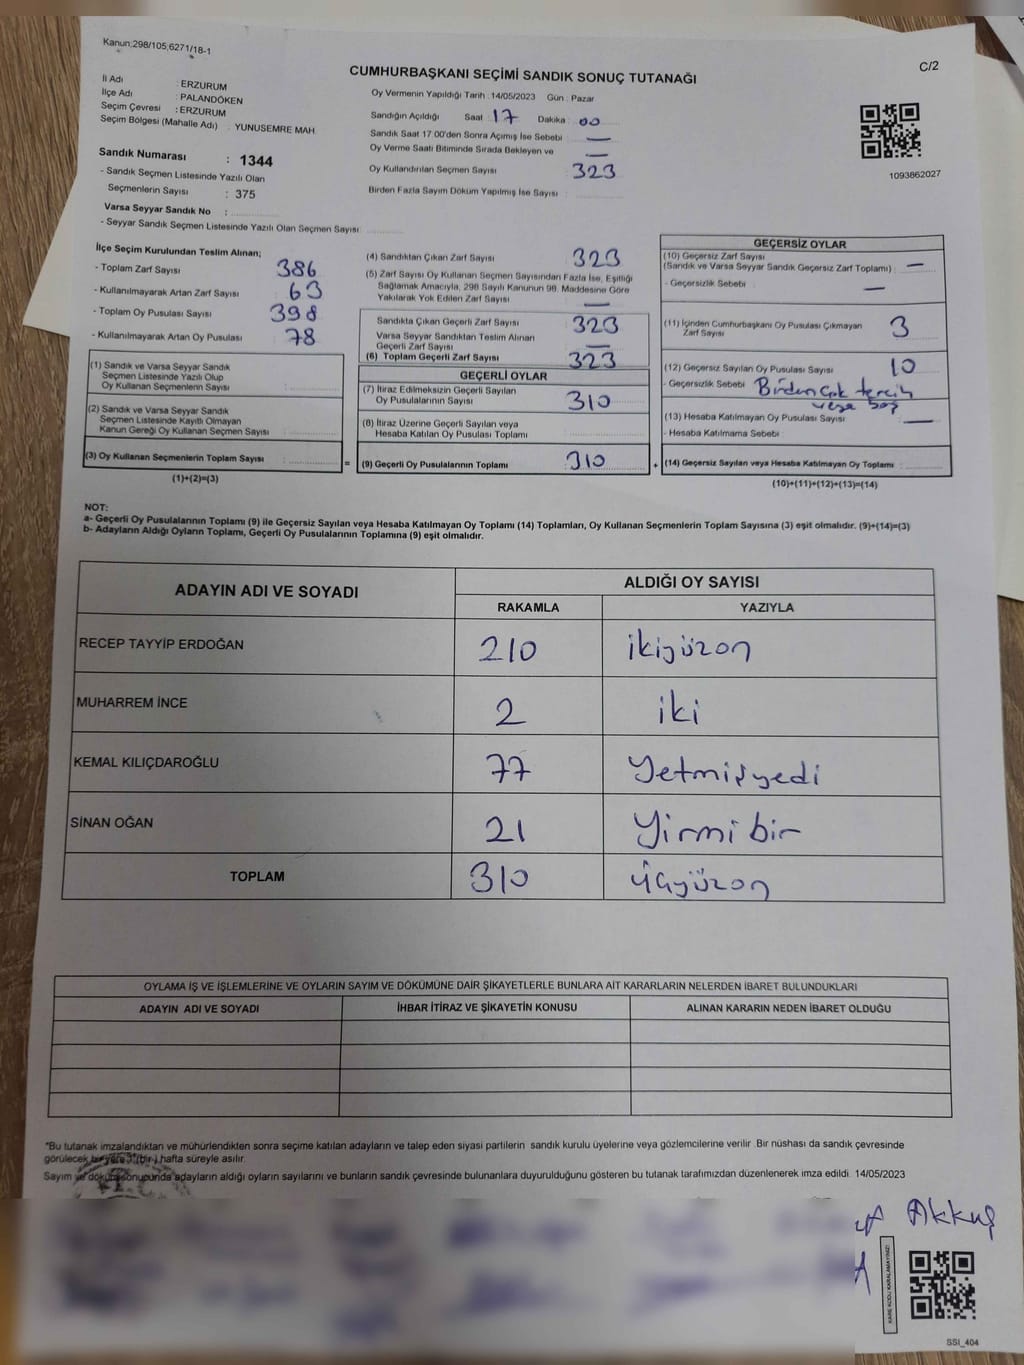 Kanun:298/105,6271/18-1
C/2
CUMHURBAŞKANI SEÇİMİ SANDIK SONUÇ TUTANAĞI
İl Adı : ERZURUM
İlçe Adı : PALANDÖKEN
Seçim Çevresi : ERZURUM
Seçim Bölgesi (Mahalle Adı) : YUNUSEMRE MAH.
Sandık Numarası : 1344
- Sandık Seçmen Listesinde Yazılı Olan
Seçmenlerin Sayısı : 375
Varsa Seyyar Sandık No :
- Seyyar Sandık Seçmen Listesinde Yazılı Olan Seçmen Sayısı
Oy Vermenin Yapıldığı Tarih : 14/05/2023 Gün : Pazar
Sandığın Açıldığı Saat : 17 Dakika : 00
Sandık Saat 17.00'den Sonra Açımış İse Sebebi —
Oy Verme Saati Bitiminde Sırada Bekleyen ve —
Oy Kullandırılan Seçmen Sayısı : 323
Birden Fazla Sayım Döküm Yapılmış İse Sayısı :
1093862027
İlçe Seçim Kurulundan Teslim Alınan;
- Toplam Zarf Sayısı 386
- Kullanılmayarak Artan Zarf Sayısı 63
- Toplam Oy Pusulası Sayısı 398
- Kullanılmayarak Artan Oy Pusulası 78
(1) Sandık ve Varsa Seyyar Sandık
Seçmen Listesinde Yazılı Olup
Oy Kullanan Seçmenlerin Sayısı :
(2) Sandık ve Varsa Seyyar Sandık
Seçmen Listesinde Kayıtlı Olmayan
Kanun Gereği Oy Kullanan Seçmen Sayısı :
(3) Oy Kullanan Seçmenlerin Toplam Sayısı :
(1)+(2)=(3)
(4) Sandıktan Çıkan Zarf Sayısı : 323
(5) Zarf Sayısı Oy Kullanan Seçmen Sayısından Fazla İse, Eşitliği
Sağlamak Amacıyla, 298 Sayılı Kanunun 98. Maddesine Göre
Yakılarak Yok Edilen Zarf Sayısı : —
Sandıkta Çıkan Geçerli Zarf Sayısı : 323
Varsa Seyyar Sandıktan Teslim Alınan
Geçerli Zarf Sayısı : —
(6) Toplam Geçerli Zarf Sayısı : 323
GEÇERLİ OYLAR
(7) İtiraz Edilmeksizin Geçerli Sayılan
Oy Pusulalarının Sayısı : 310
(8) İtiraz Üzerine Geçerli Sayılan veya
Hesaba Katılan Oy Pusulası Toplamı
= (9) Geçerli Oy Pusulalarının Toplamı : 310 +
GEÇERSİZ OYLAR
(10) Geçersiz Zarf Sayısı
(Sandık ve Varsa Seyyar Sandık Geçersiz Zarf Toplamı) : —
- Geçersizlik Sebebi : —
(11) İçinden Cumhurbaşkanı Oy Pusulası Çıkmayan
Zarf Sayısı : 3
(12) Geçersiz Sayılan Oy Pusulası Sayısı : 10
- Geçersizlik Sebebi : Birden çok tercih
veya boş
(13) Hesaba Katılmayan Oy Pusulası Sayısı : —
- Hesaba Katılmama Sebebi
(14) Geçersiz Sayılan veya Hesaba Katılmayan Oy Toplamı :
(10)+(11)+(12)+(13)=(14)
NOT:
a- Geçerli Oy Pusulalarının Toplamı (9) ile Geçersiz Sayılan veya Hesaba Katılmayan Oy Toplamı (14) Toplamları, Oy Kullanan Seçmenlerin Toplam Sayısına (3) eşit olmalıdır. (9)+(14)=(3)
b- Adayların Aldığı Oyların Toplamı, Geçerli Oy Pusulalarının Toplamına (9) eşit olmalıdır.
ADAYIN ADI VE SOYADI ALDIĞI OY SAYISI
RAKAMLA YAZIYLA
RECEP TAYYİP ERDOĞAN 210 ikiyüzon
MUHARREM İNCE 2 iki
KEMAL KILIÇDAROĞLU 77 Yetmişyedi
SİNAN OĞAN 21 Yirmibir
TOPLAM 310 üçyüzon
OYLAMA İŞ VE İŞLEMLERİNE VE OYLARIN SAYIM VE DÖKÜMÜNE DAİR ŞİKAYETLERLE BUNLARA AİT KARARLARIN NELERDEN İBARET BULUNDUKLARI
ADAYIN ADI VE SOYADI İHBAR İTİRAZ VE ŞİKAYETİN KONUSU ALINAN KARARIN NEDEN İBARET OLDUĞU
*Bu tutanak imzalandıktan ve mühürlendikten sonra seçime katılan adayların ve talep eden siyasi partilerin sandık kurulu üyelerine veya gözlemcilerine verilir .Bir nüshası da sandık çevresinde
görülecek bir yere 1 (bir) hafta süreyle asılır.
Sayım ve döküm sonucunda adayların aldığı oyların sayılarını ve bunların sandık çevresinde bulunanlara duyurulduğunu gösteren bu tutanak tarafımızdan düzenlenerek imza edildi. 14/05/2023
Akkuş
KARE KODU KARALAMAYINIZ!
SSI_404